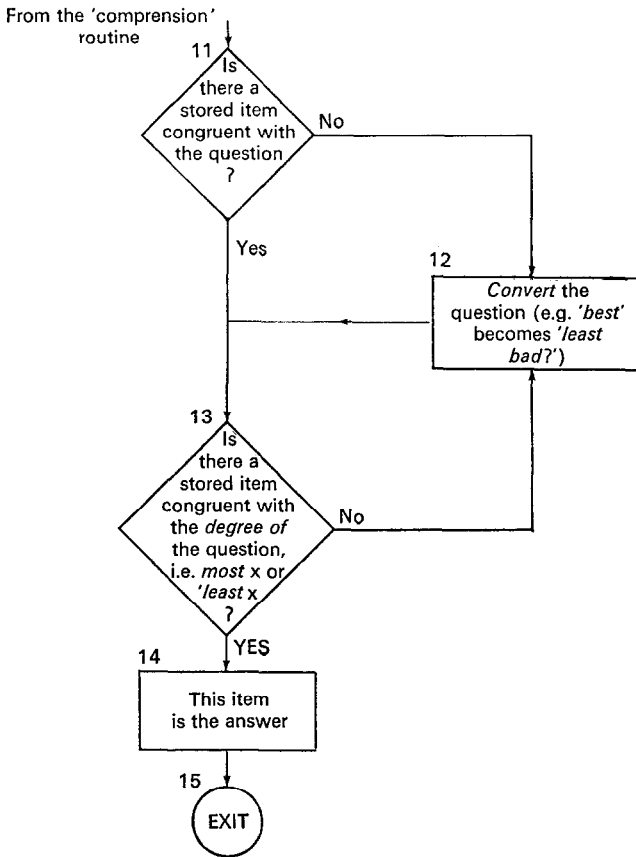 From the 'comprension'
routine
11
Is
there a
stored item
congruent with
the question
?
No
Yes
12
Convert the
question (e.g. 'best'
becomes 'least
bad?')
13
Is
there a
stored item
congruent with
the degree of
the question,
i.e. most x or
'least x
?
No
YES
14
This item
is the answer
15
EXIT